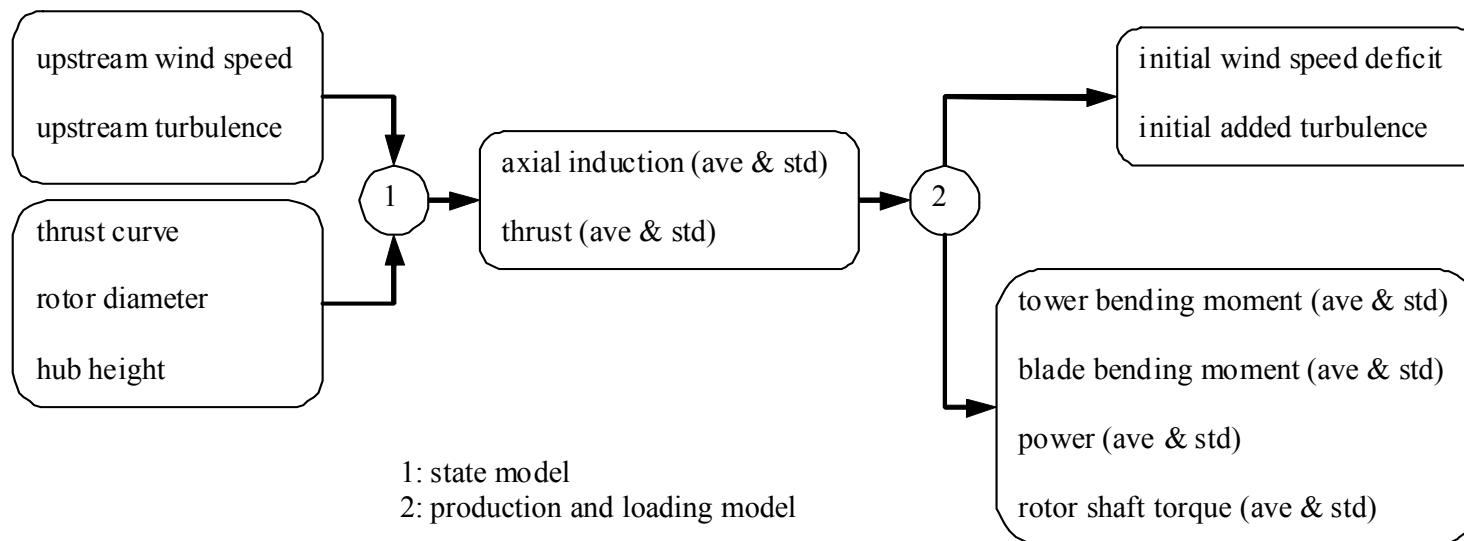 upstream wind speed
upstream turbulence
thrust curve
rotor diameter
hub height
1
axial induction (ave & std)
thrust (ave & std)
2
initial wind speed deficit
initial added turbulence
tower bending moment (ave & std)
blade bending moment (ave & std)
power (ave & std)
rotor shaft torque (ave & std)
1: state model
2: production and loading model